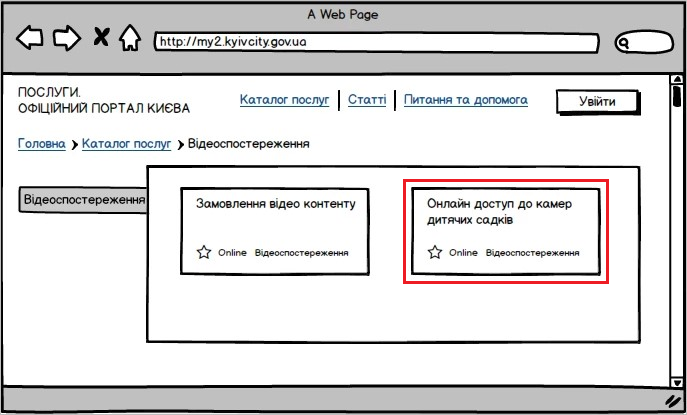 A Web Page
http://my2.kyivcity.gov.ua
ПОСЛУГИ.
ОФІЦІЙНИЙ ПОРТАЛ КИЄВА
Каталог послуг | Статті | Питання та допомога
Увійти
Головна > Каталог послуг > Відеоспостереження
Відеоспостереження
Замовлення відео контенту
Online Відеоспостереження
Онлайн доступ до камер
дитячих садків
Online Відеоспостереження